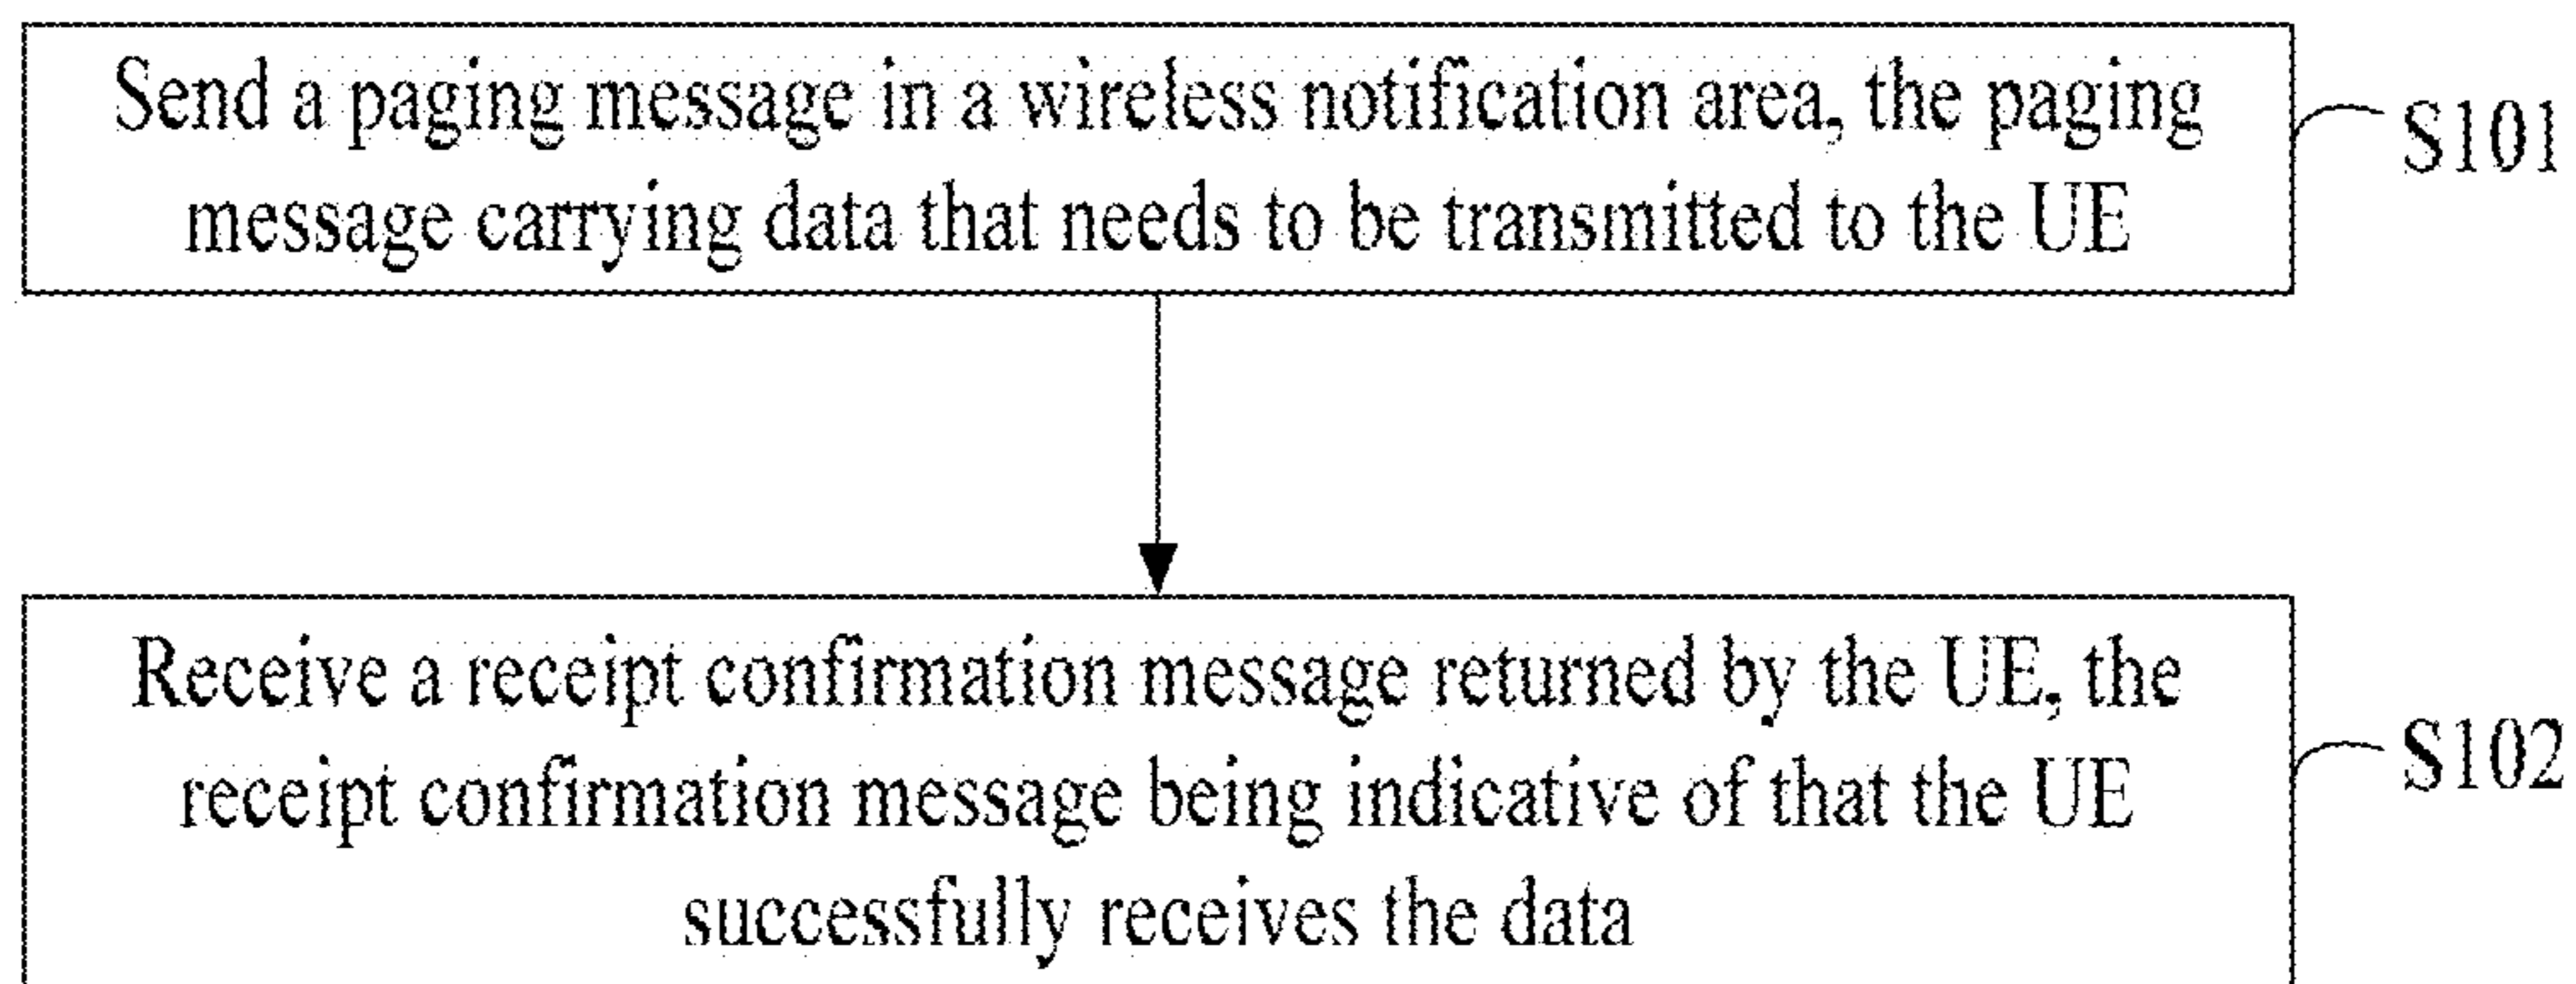 Send a paging message in a wireless notification area, the paging
message carrying data that needs to be transmitted to the UE
S101
Receive a receipt confirmation message returned by the UE, the
receipt confirmation message being indicative of that the UE
successfully receives the data
S102